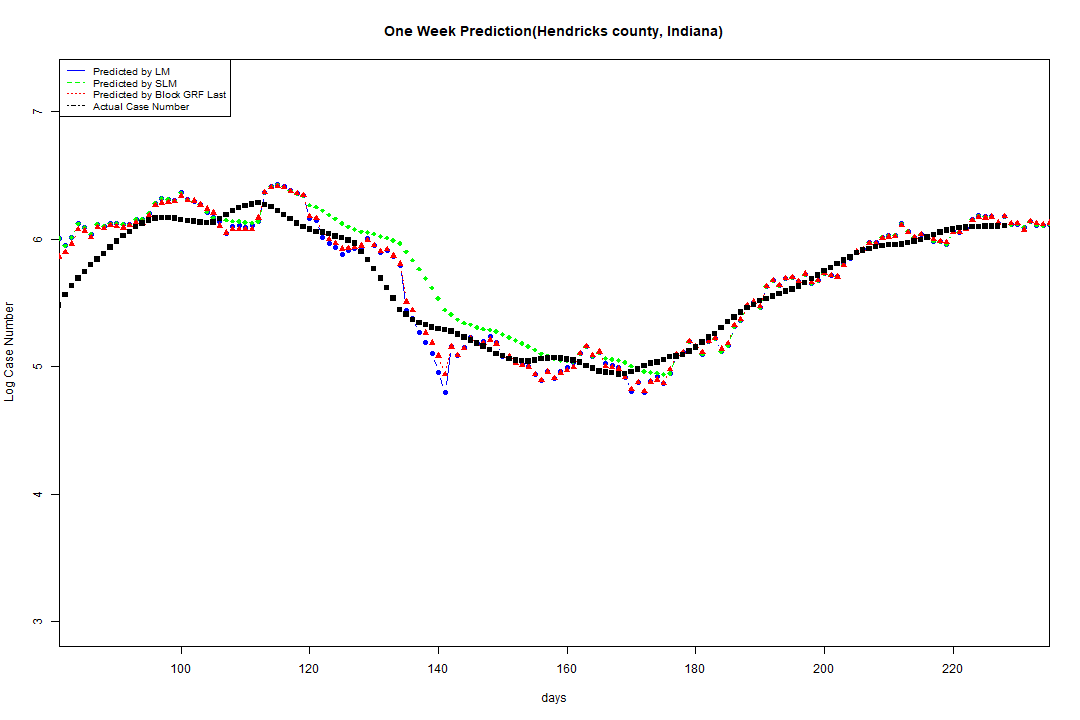 One Week Prediction(Hendricks county, Indiana)
Predicted by LM
Predicted by SLM
Predicted by Block GRF Last
Actual Case Number
7
6
5
4
3
Log Case Number
100 120 140 160 180 200 220
days